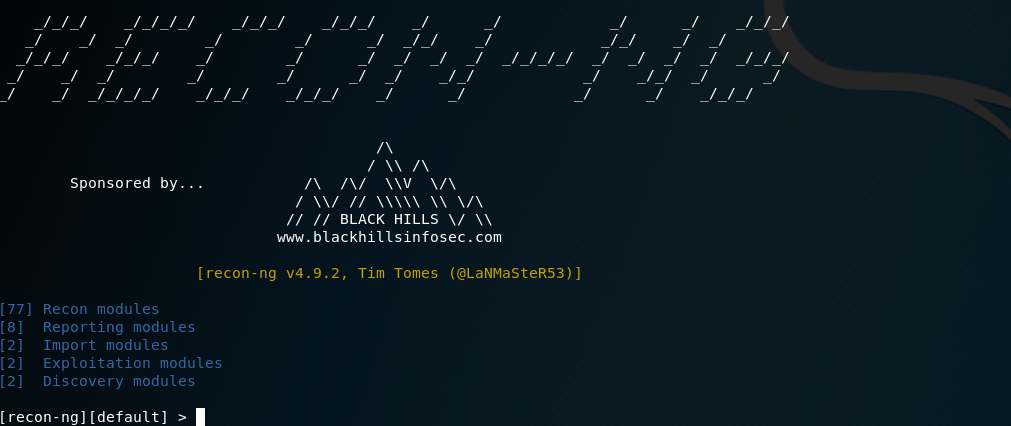 _/_/_/    _/_/_/_/    _/_/_/    _/_/_/    _/      _/            _/      _/    _/_/_/
   _/    _/  _/        _/        _/      _/  _/_/    _/            _/_/    _/  _/
  _/_/_/    _/_/_/    _/        _/      _/  _/  _/  _/  _/_/_/_/  _/  _/  _/  _/  _/_/_/
 _/    _/  _/        _/        _/      _/  _/    _/_/            _/    _/_/  _/      _/
_/    _/  _/_/_/_/    _/_/_/    _/_/_/    _/      _/            _/      _/    _/_/_/
/\
/ \\ /\
Sponsored by...           /\  /\/  \\V  \/\
/ \\/ // \\\\\ \\ \/\
// // BLACK HILLS \/ \\
www.blackhillsinfosec.com
[recon-ng v4.9.2, Tim Tomes (@LaNMaSteR53)]
[77] Recon modules
[8]  Reporting modules
[2]  Import modules
[2]  Exploitation modules
[2]  Discovery modules
[recon-ng][default] >